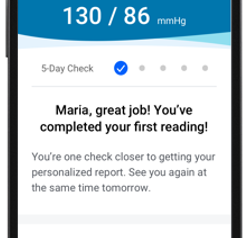 130 / 86 mmHg
5-Day Check
Maria, great job! You've
completed your first reading!
You're one check closer to getting your
personalized report. See you again at
the same time tomorrow.